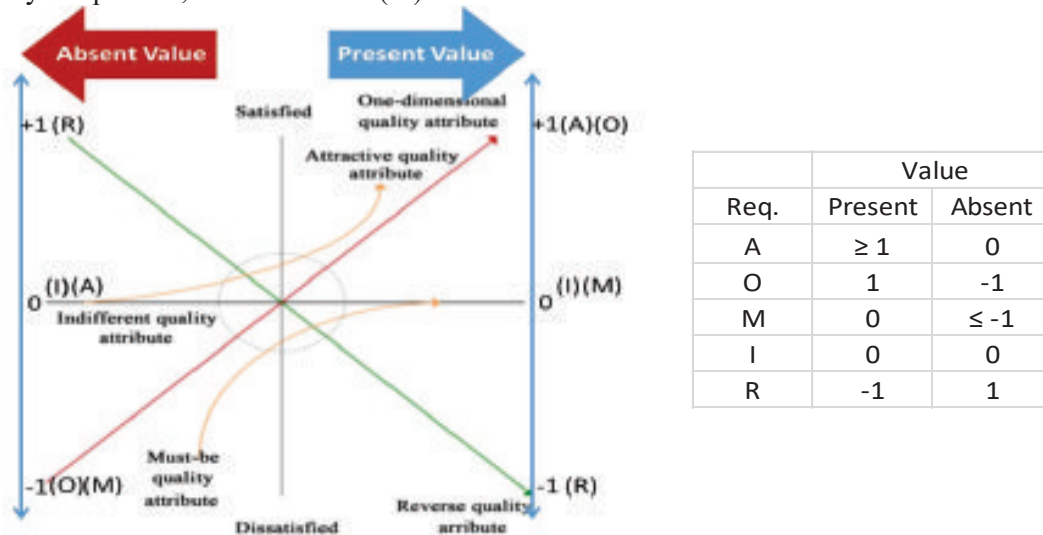 Absent Value
Present Value
+1 (R)
Satisfied
One-dimensional
quality attribute
+1(A)(O)
Attractive quality
attribute
0 (I)(A)
0 (I)(M)
Indifferent quality
attribute
Must-be
quality
attribute
-1(O)(M)
Reverse quality
arribute
-1 (R)
Dissatisfied
Value
Req. Present Absent
A ≥ 1 0
O 1 -1
M 0 ≤ -1
I 0 0
R -1 1